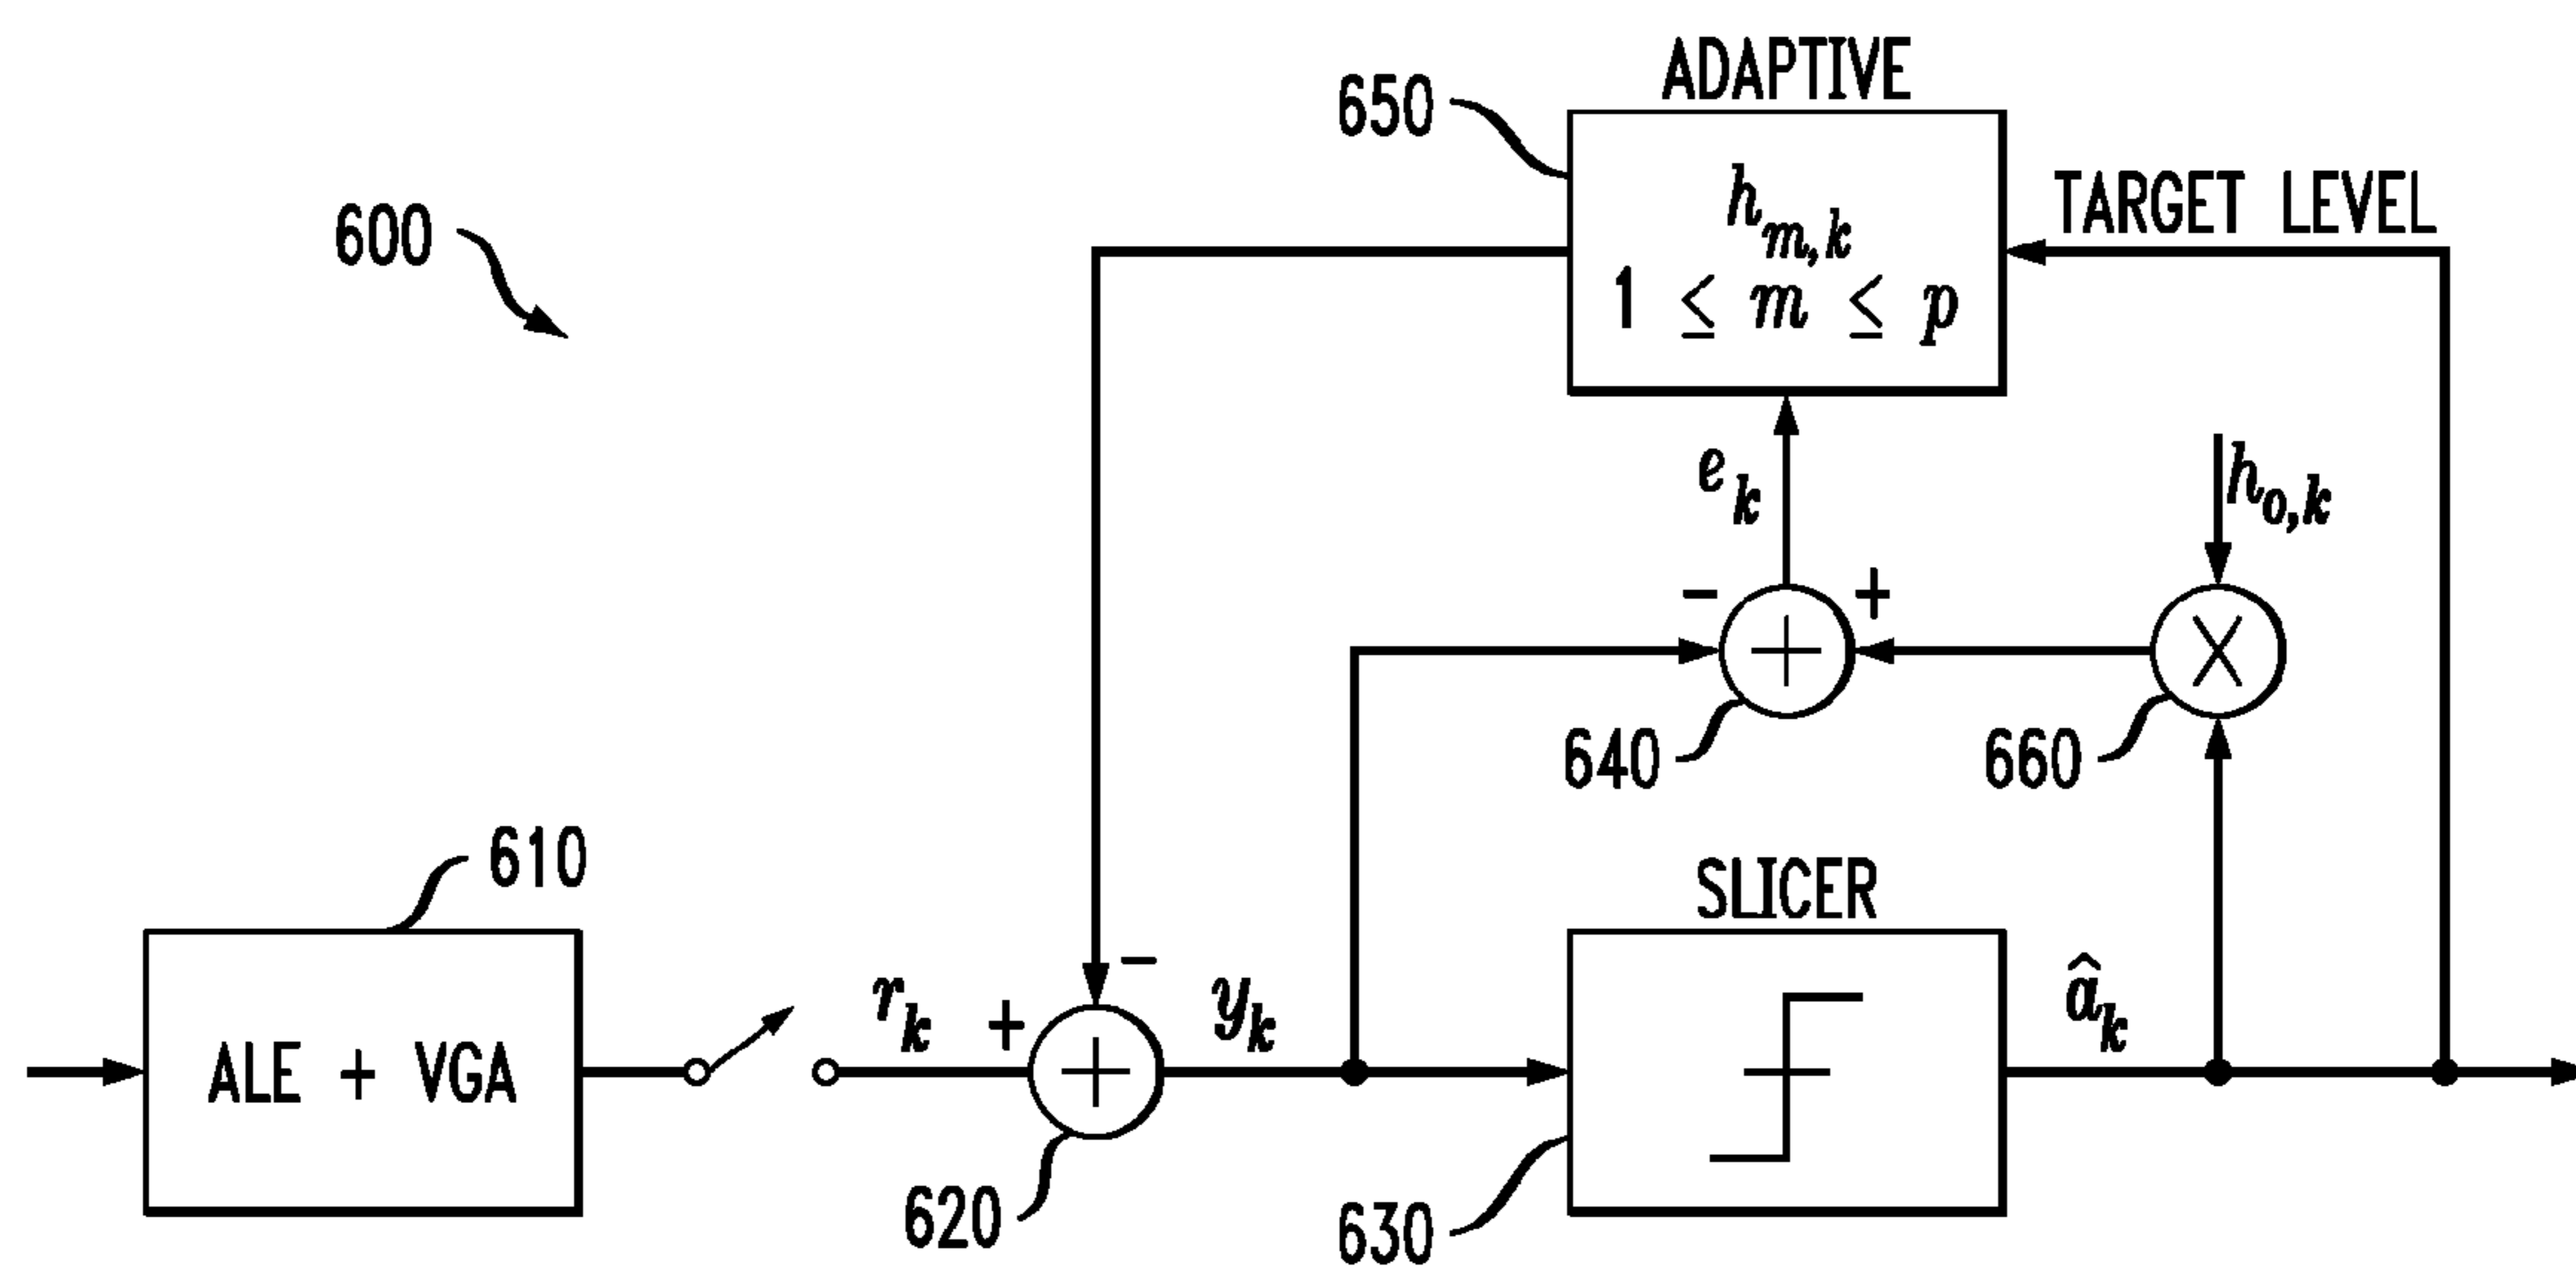 ADAPTIVE
650
h_{m,k}
1 ≤ m ≤ p
TARGET LEVEL
600
e_k
h_{o,k}
-
+
+
X
640
660
610
SLICER
ALE + VGA
r_k
+
-
+
y_k
â_k
620
630